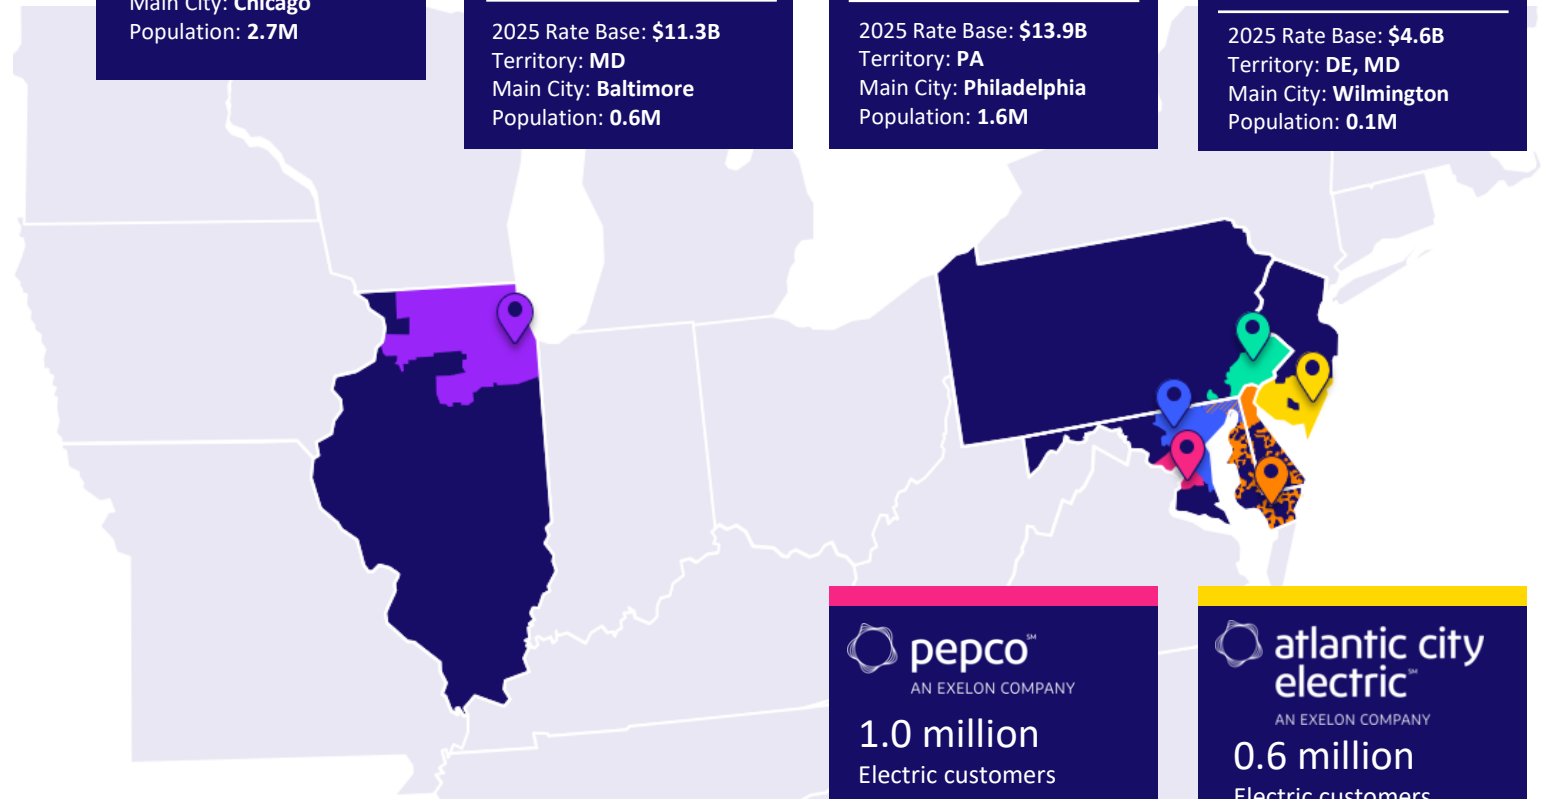 Main City: Chicago
Population: 2.7M
2025 Rate Base: $11.3B
Territory: MD
Main City: Baltimore
Population: 0.6M
2025 Rate Base: $13.9B
Territory: PA
Main City: Philadelphia
Population: 1.6M
2025 Rate Base: $4.6B
Territory: DE, MD
Main City: Wilmington
Population: 0.1M
pepco℠
AN EXELON COMPANY
1.0 million
Electric customers
atlantic city
electric℠
AN EXELON COMPANY
0.6 million
Electric customers